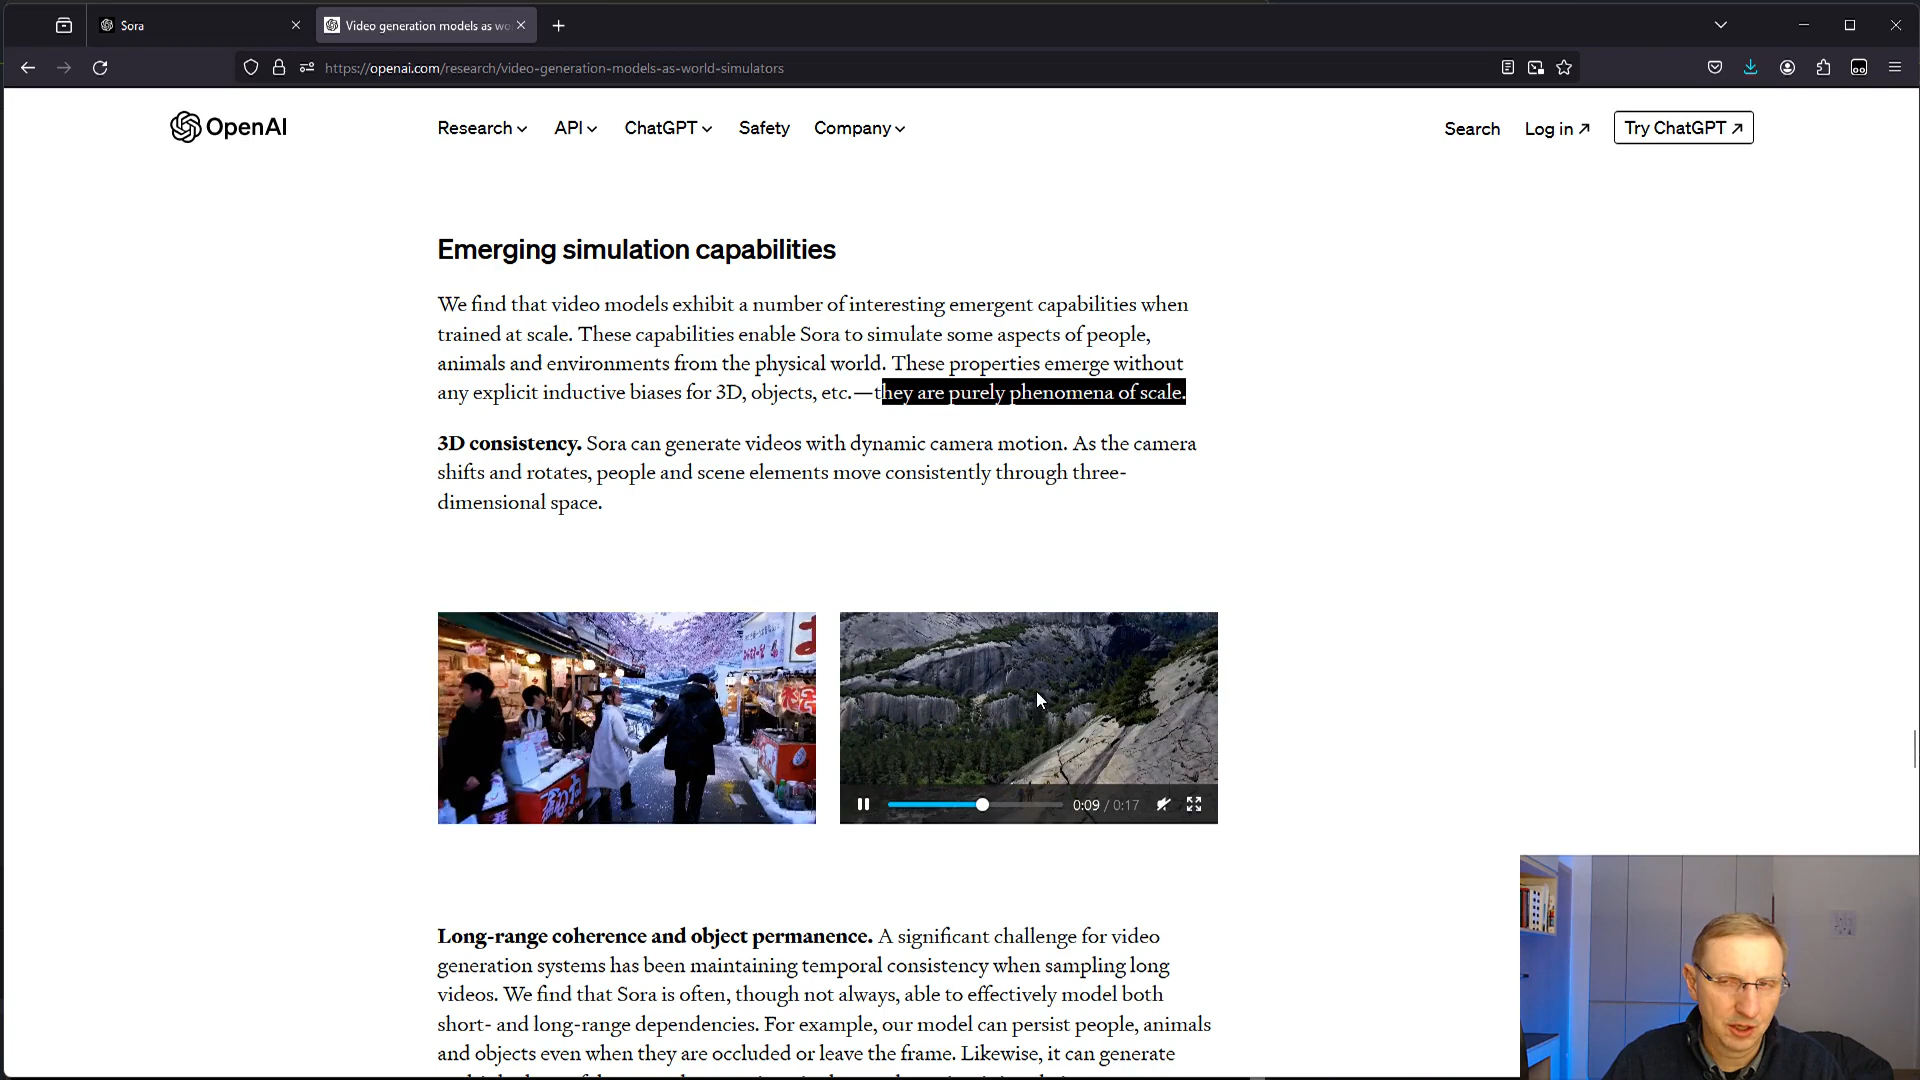 Sora
Video generation models as wo
https://openai.com/research/video-generation-models-as-world-simulators
OpenAI
Research
API
ChatGPT
Safety
Company
Search
Log in ↗
Try ChatGPT ↗
Emerging simulation capabilities
We find that video models exhibit a number of interesting emergent capabilities when
trained at scale. These capabilities enable Sora to simulate some aspects of people,
animals and environments from the physical world. These properties emerge without
any explicit inductive biases for 3D, objects, etc.—they are purely phenomena of scale.
3D consistency. Sora can generate videos with dynamic camera motion. As the camera
shifts and rotates, people and scene elements move consistently through three-
dimensional space.
0:09 / 0:17
Long-range coherence and object permanence. A significant challenge for video
generation systems has been maintaining temporal consistency when sampling long
videos. We find that Sora is often, though not always, able to effectively model both
short- and long-range dependencies. For example, our model can persist people, animals
and objects even when they are occluded or leave the frame. Likewise, it can generate